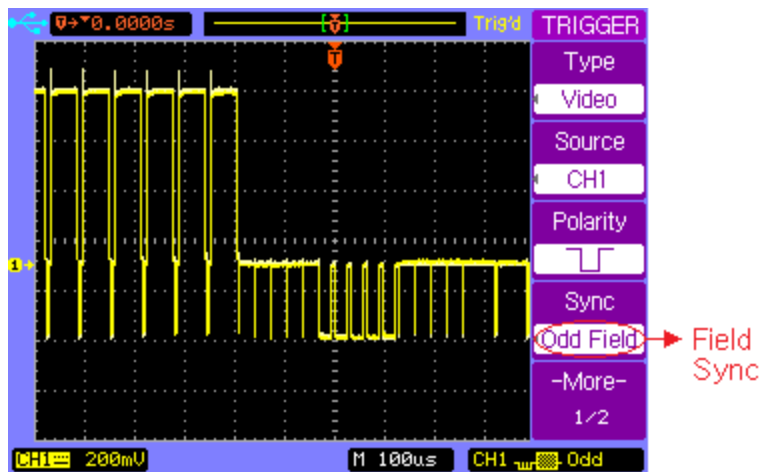 0.0000s
Trig'd
TRIGGER
T
Type
Video
Source
CH1
Polarity
1
Sync
Odd Field
Field
Sync
-More-
1/2
CH1 200mV
M 100us
CH1 Odd